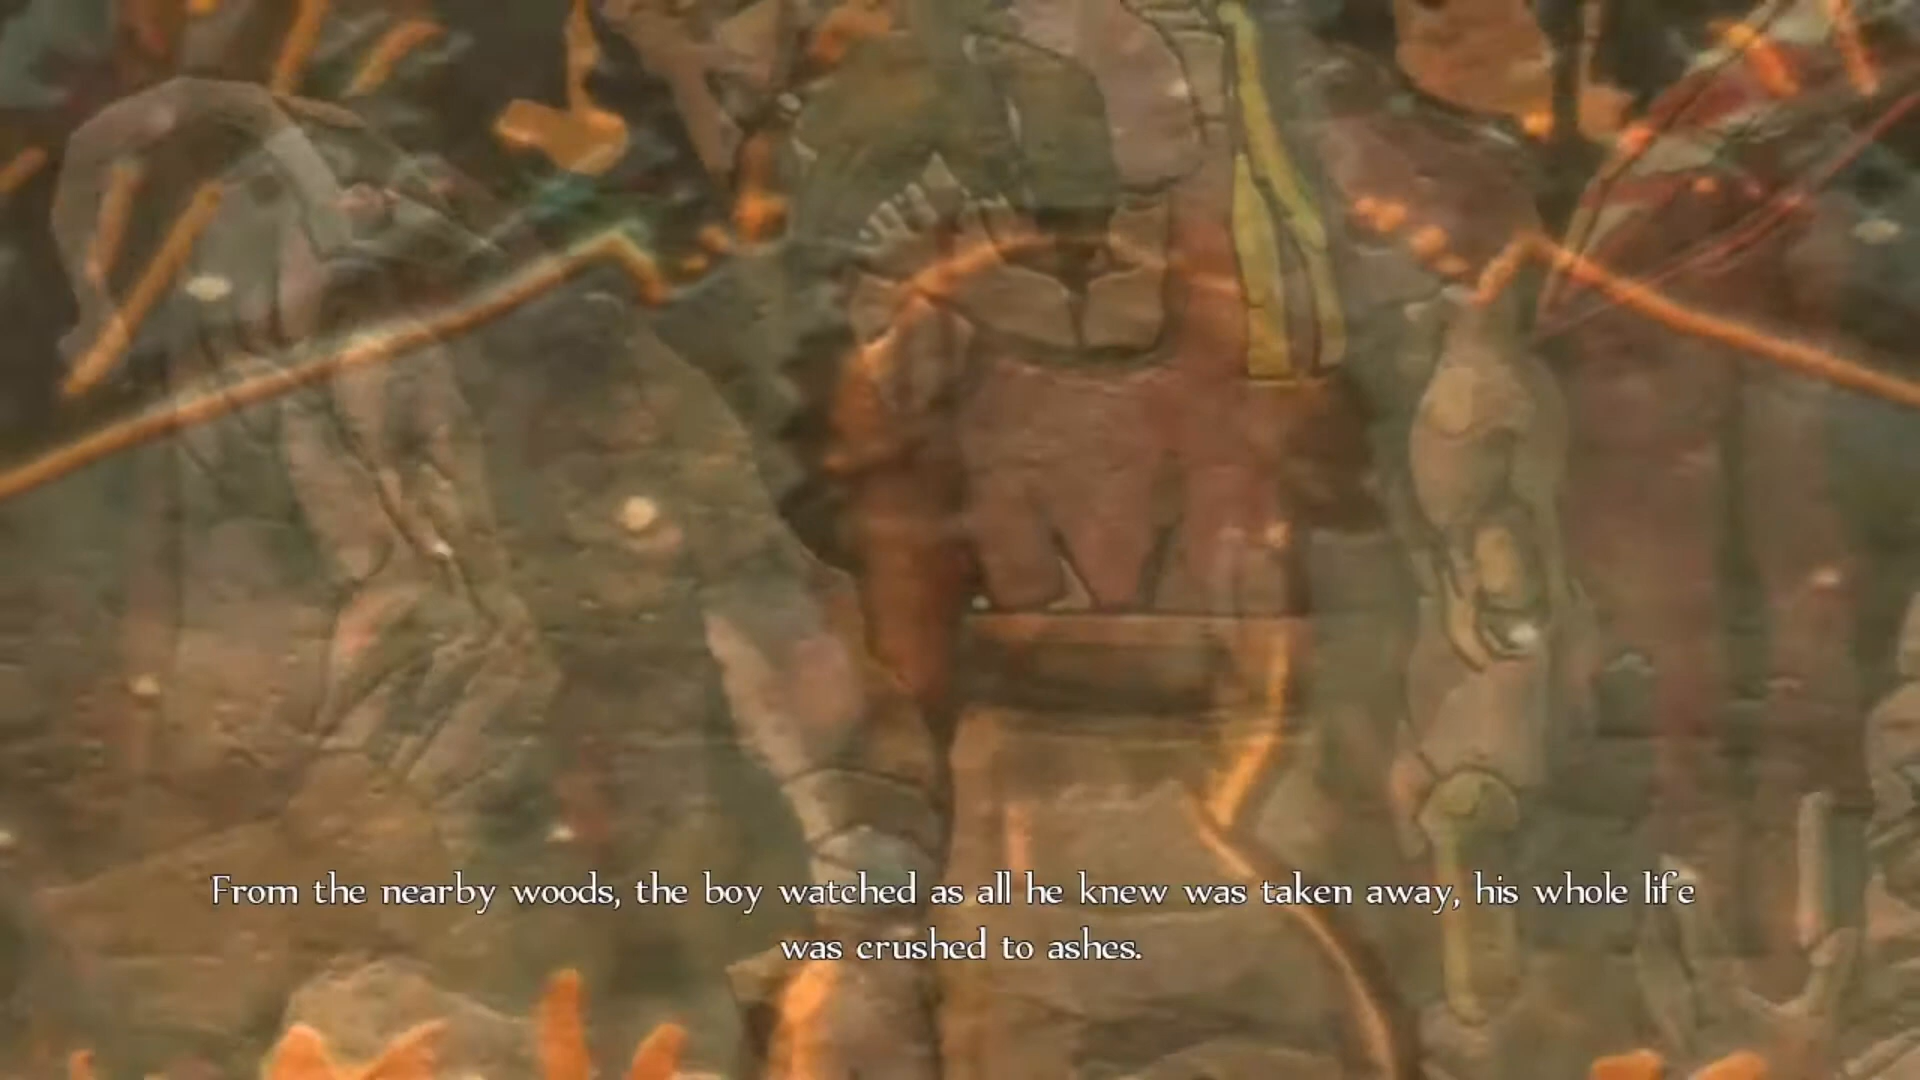 From the nearby woods, the boy watched as all he knew was taken away, his whole life
was crushed to ashes.